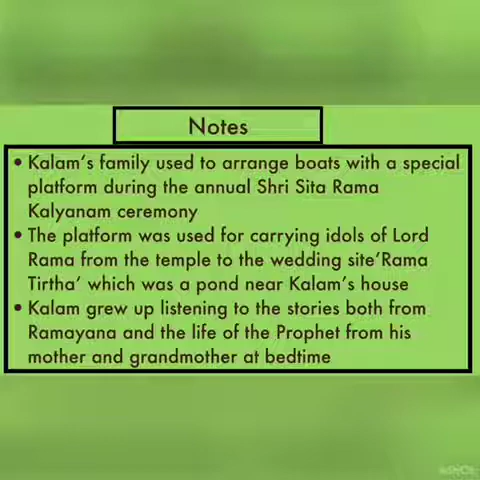 Notes
• Kalam's family used to arrange boats with a special
platform during the annual Shri Sita Rama
Kalyanam ceremony
• The platform was used for carrying idols of Lord
Rama from the temple to the wedding site'Rama
Tirtha' which was a pond near Kalam's house
• Kalam grew up listening to the stories both from
Ramayana and the life of the Prophet from his
mother and grandmother at bedtime